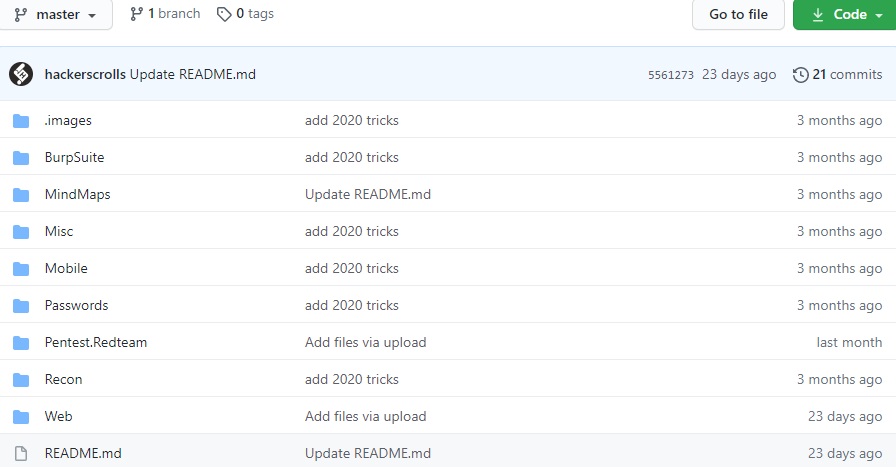 master 1 branch 0 tags Go to file Code
hackerscrolls Update README.md 5561273 23 days ago 21 commits
.images add 2020 tricks 3 months ago
BurpSuite add 2020 tricks 3 months ago
MindMaps Update README.md 3 months ago
Misc add 2020 tricks 3 months ago
Mobile add 2020 tricks 3 months ago
Passwords add 2020 tricks 3 months ago
Pentest.Redteam Add files via upload last month
Recon add 2020 tricks 3 months ago
Web Add files via upload 23 days ago
README.md Update README.md 23 days ago